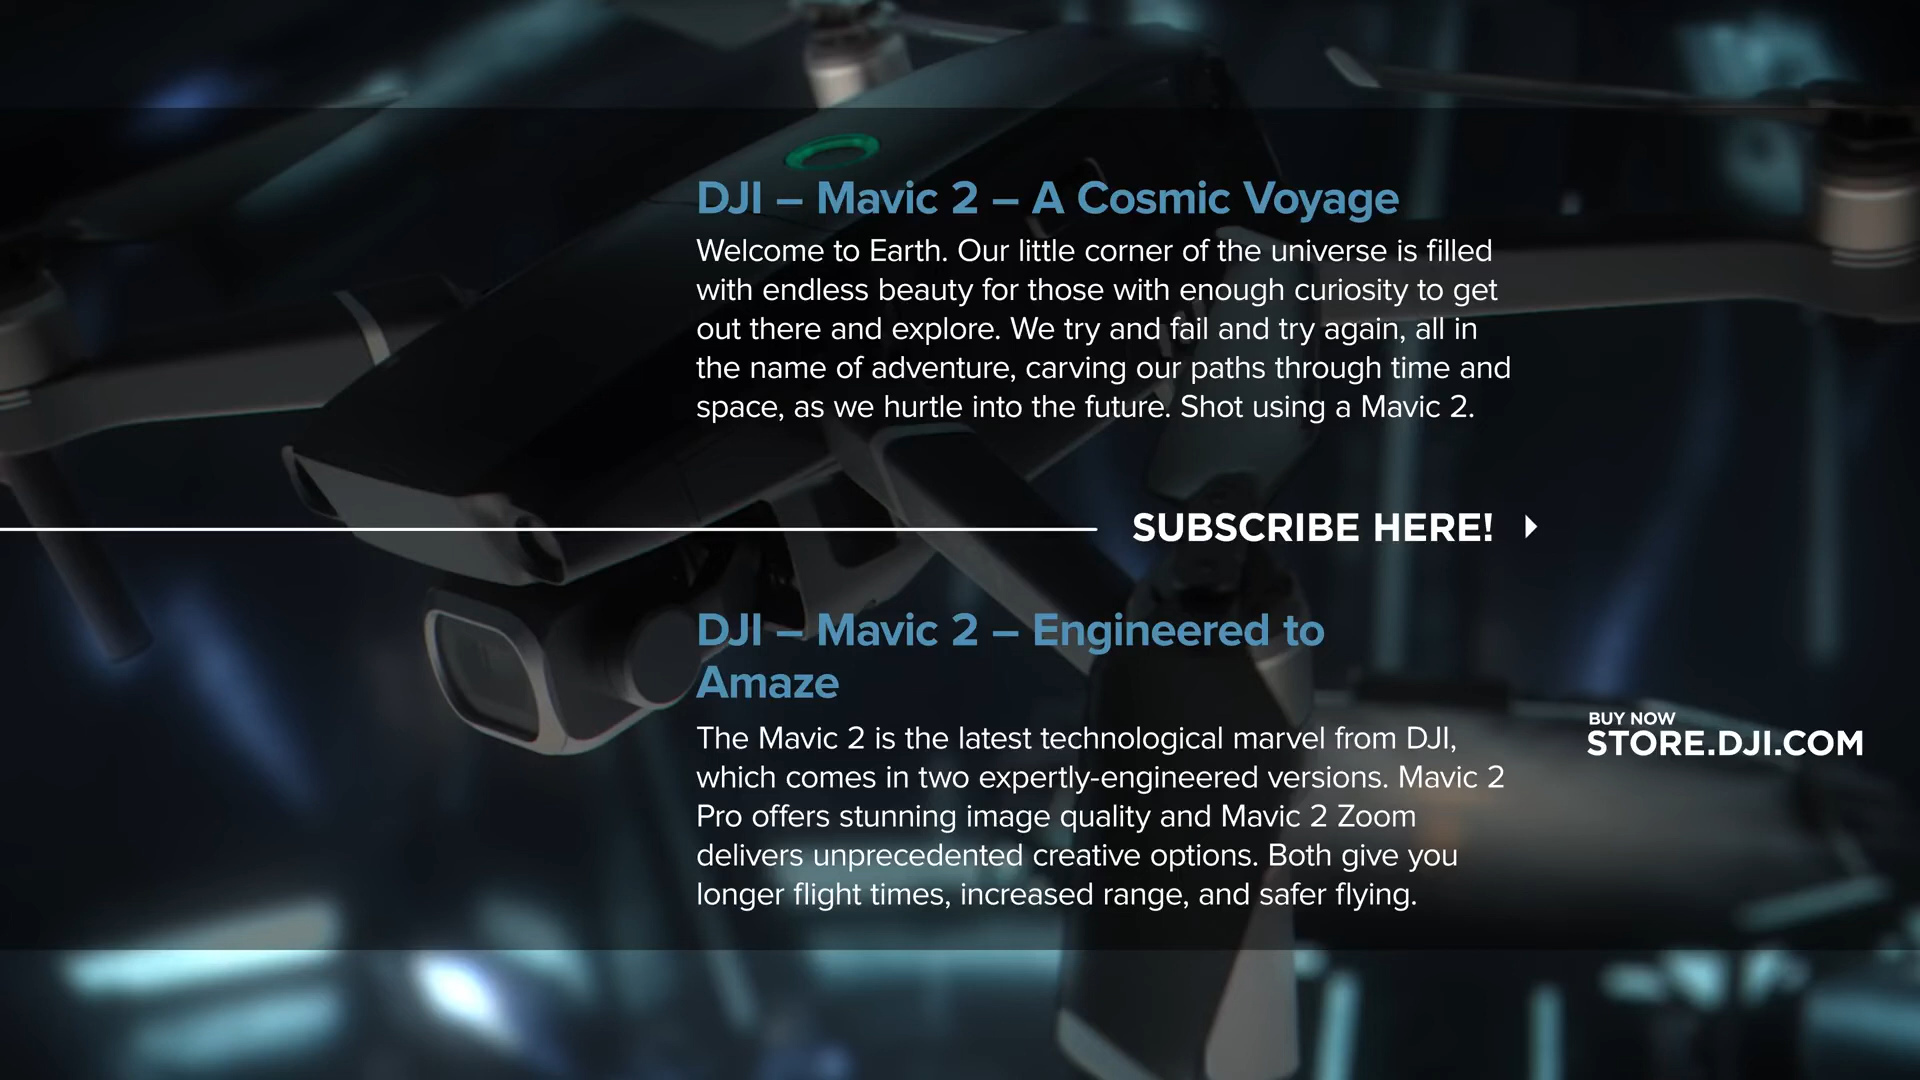 DJI – Mavic 2 – A Cosmic Voyage
Welcome to Earth. Our little corner of the universe is filled
with endless beauty for those with enough curiosity to get
out there and explore. We try and fail and try again, all in
the name of adventure, carving our paths through time and
space, as we hurtle into the future. Shot using a Mavic 2.
SUBSCRIBE HERE!
DJI – Mavic 2 – Engineered to
Amaze
The Mavic 2 is the latest technological marvel from DJI,
which comes in two expertly-engineered versions. Mavic 2
Pro offers stunning image quality and Mavic 2 Zoom
delivers unprecedented creative options. Both give you
longer flight times, increased range, and safer flying.
BUY NOW
STORE.DJI.COM